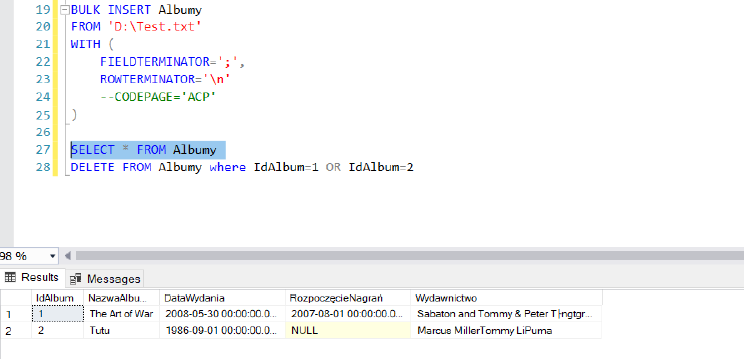 19 BULK INSERT Albumy
20 FROM 'D:\Test.txt'
21 WITH (
22 FIELDTERMINATOR=';',
23 ROWTERMINATOR='\n'
24 --CODEPAGE='ACP'
25 )
26
27 SELECT * FROM Albumy
28 DELETE FROM Albumy where IdAlbum=1 OR IdAlbum=2
98 %
Results Messages
IdAlbum NazwaAlbu... DataWydania RozpoczęcieNagrań Wydawnictwo
1 1 The Art of War 2008-05-30 00:00:00.0... 2007-08-01 00:00:00.0... Sabaton and Tommy & Peter
2 2 Tutu 1986-09-01 00:00:00.0... NULL Marcus MillerTommy LiPuma